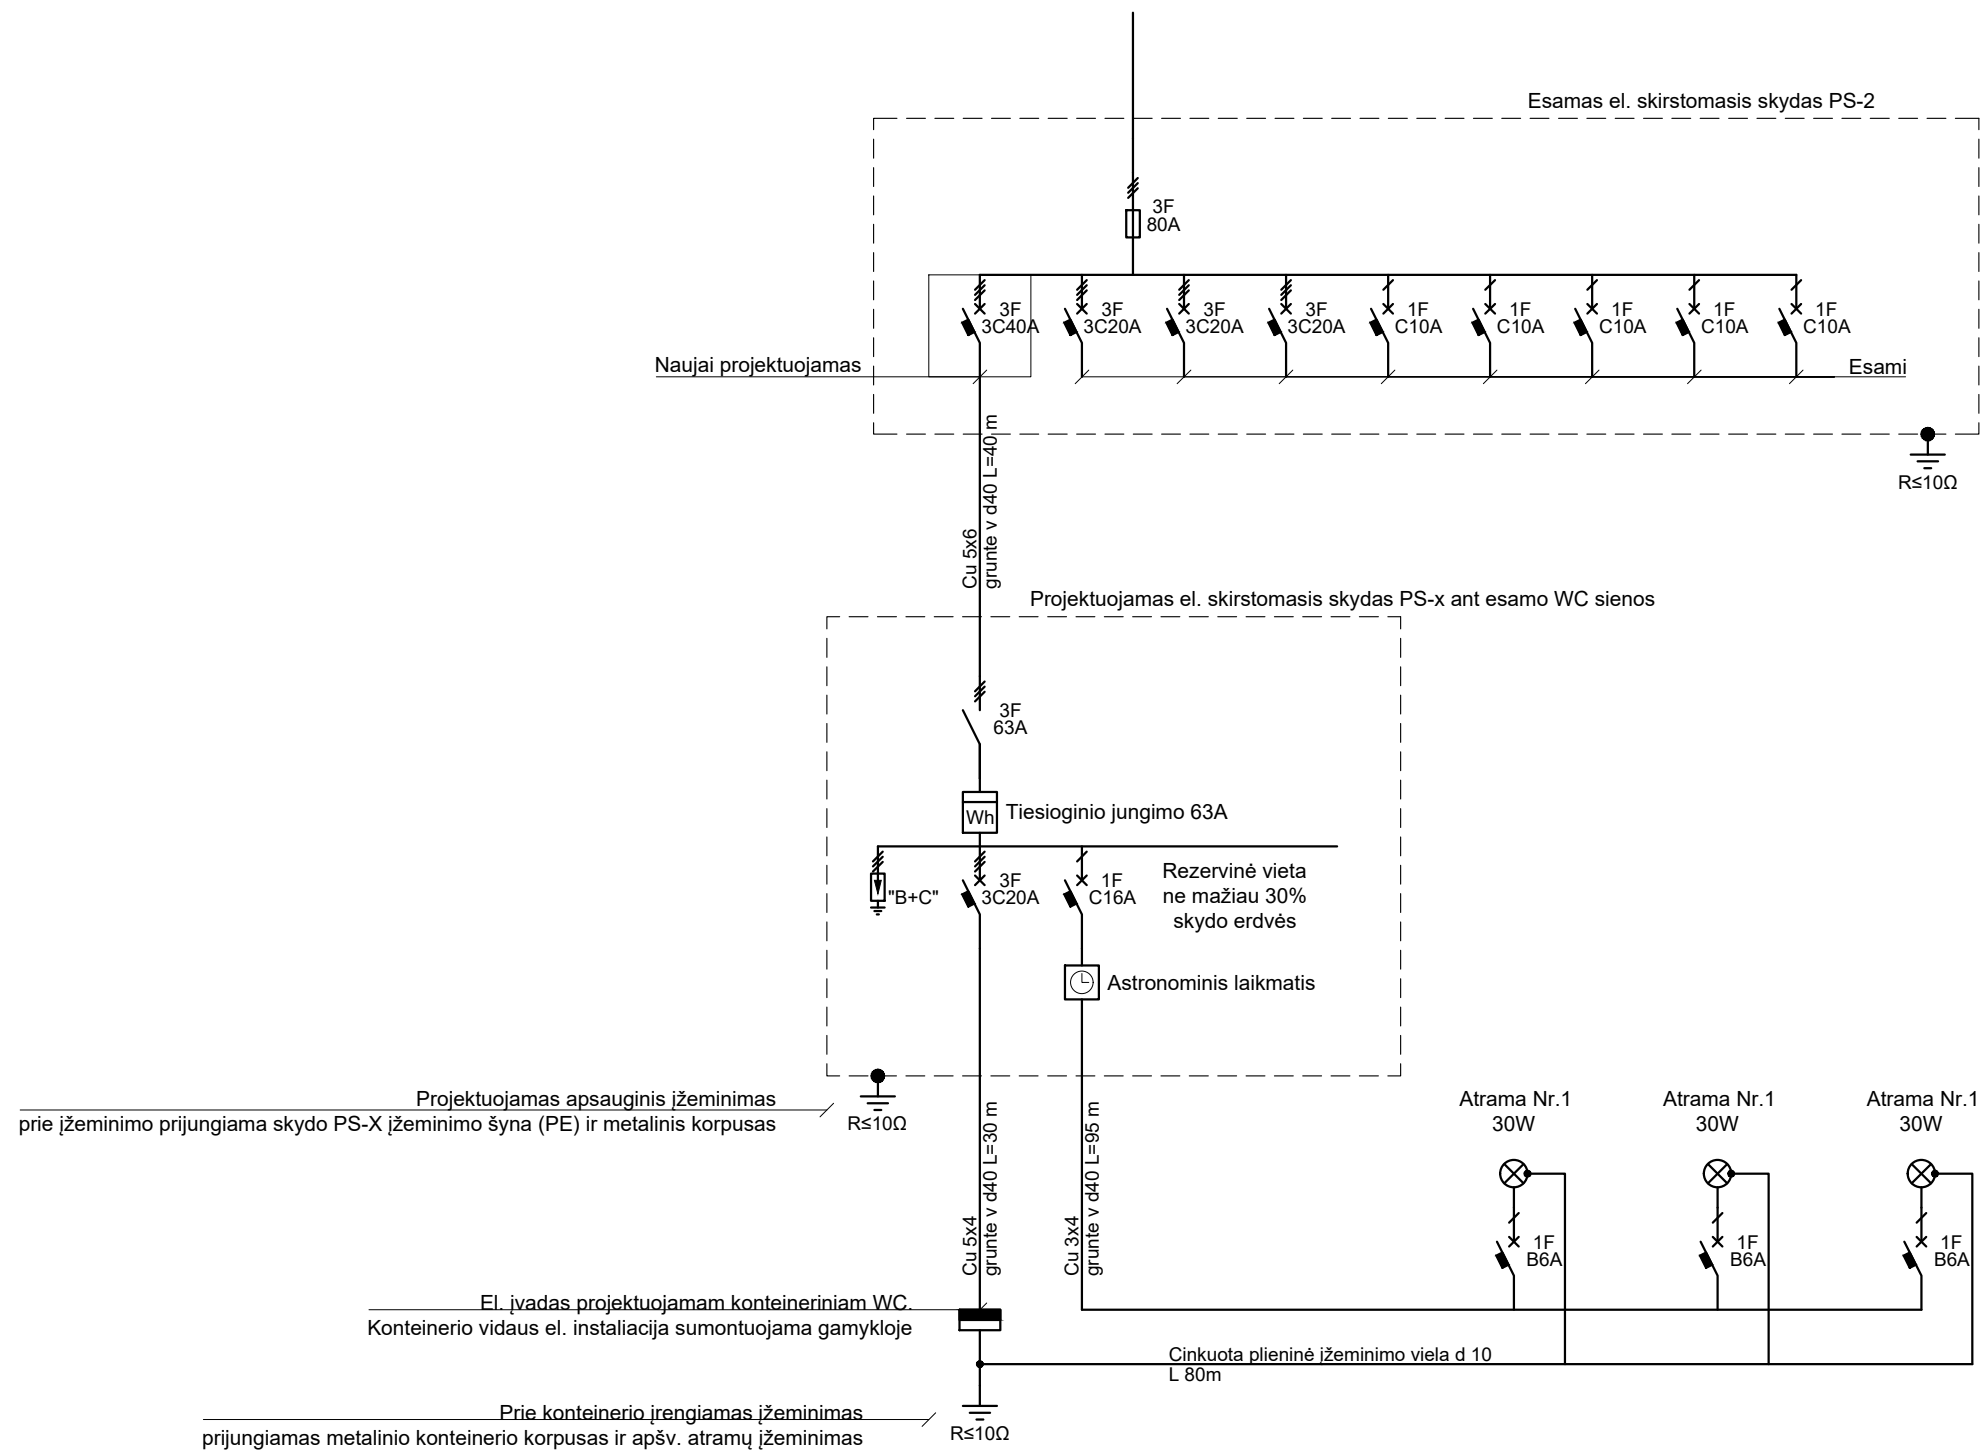 Esamas el. skirstomasis skydas PS-2
3F
80A
3F
3C40A
3F
3C20A
3F
3C20A
3F
3C20A
1F
C10A
1F
C10A
1F
C10A
1F
C10A
1F
C10A
Naujai projektuojamas
Esami
R≤10Ω
Cu 5x6
grunte v d40 L=40 m
Projektuojamas el. skirstomasis skydas PS-x ant esamo WC sienos
3F
63A
Wh
Tiesioginio jungimo 63A
"B+C"
3F
3C20A
1F
C16A
Rezervinė vieta
ne mažiau 30%
skydo erdvės
Astronominis laikmatis
Projektuojamas apsauginis įžeminimas
prie įžeminimo prijungiama skydo PS-X įžeminimo šyna (PE) ir metalinis korpusas
R≤10Ω
Cu 5x4
grunte v d40 L=30 m
Cu 3x4
grunte v d40 L=95 m
Atrama Nr.1
30W
Atrama Nr.1
30W
Atrama Nr.1
30W
1F
B6A
1F
B6A
1F
B6A
El. įvadas projektuojamam konteineriniam WC.
Konteinerio vidaus el. instaliacija sumontuojama gamykloje
Cinkuota plieninė įžeminimo viela d 10
L 80m
Prie konteinerio įrengiamas įžeminimas
prijungiamas metalinio konteinerio korpusas ir apšv. atramų įžeminimas
R≤10Ω